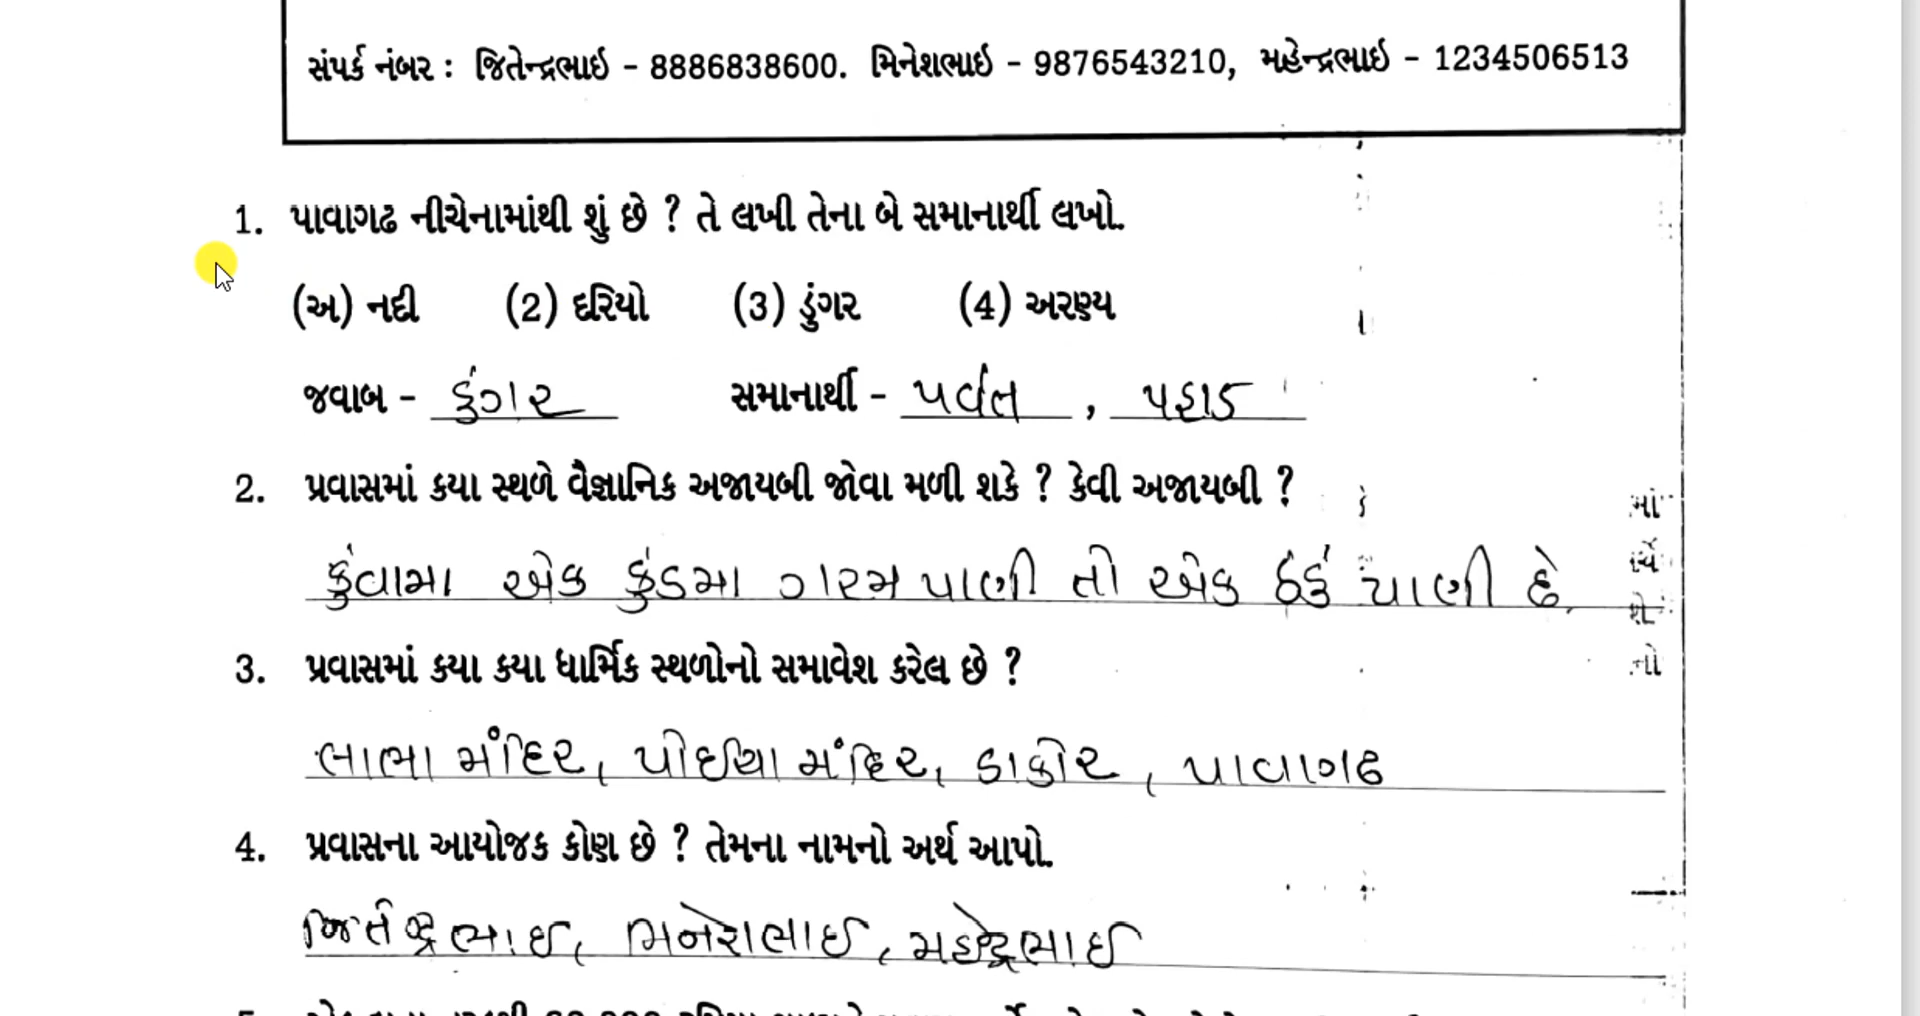 સંપર્ક નંબર : જિતેન્દ્રભાઇ - 8886838600. મિનેશભાઇ - 9876543210, મહેન્દ્રભાઇ - 1234506513
1. પાવાગઢ નીચેનામાંથી શું છે ? તે લખી તેના બે સમાનાર્થી લખો.
(અ) નદી (2) દરિયો (3) ડુંગર (4) અરણ્ય
જવાબ - ડુંગર સમાનાર્થી - પર્વત , પહાડ
2. પ્રવાસમાં કયા સ્થળે વૈજ્ઞાનિક અજાયબી જોવા મળી શકે ? કેવી અજાયબી ?
કુંવામા એક કુંડમા ગરમ પાણી તો એક ઠંડુ પાણી છે.
3. પ્રવાસમાં કયા કયા ધાર્મિક સ્થળોનો સમાવેશ કરેલ છે ?
લાભા મંદિર, પોઈચા મંદિર, ડાકોર, પાવાગઢ
4. પ્રવાસના આયોજક કોણ છે ? તેમના નામનો અર્થ આપો.
જિતેન્દ્રભાઈ, મિનેશભાઈ, મહેન્દ્રભાઈ